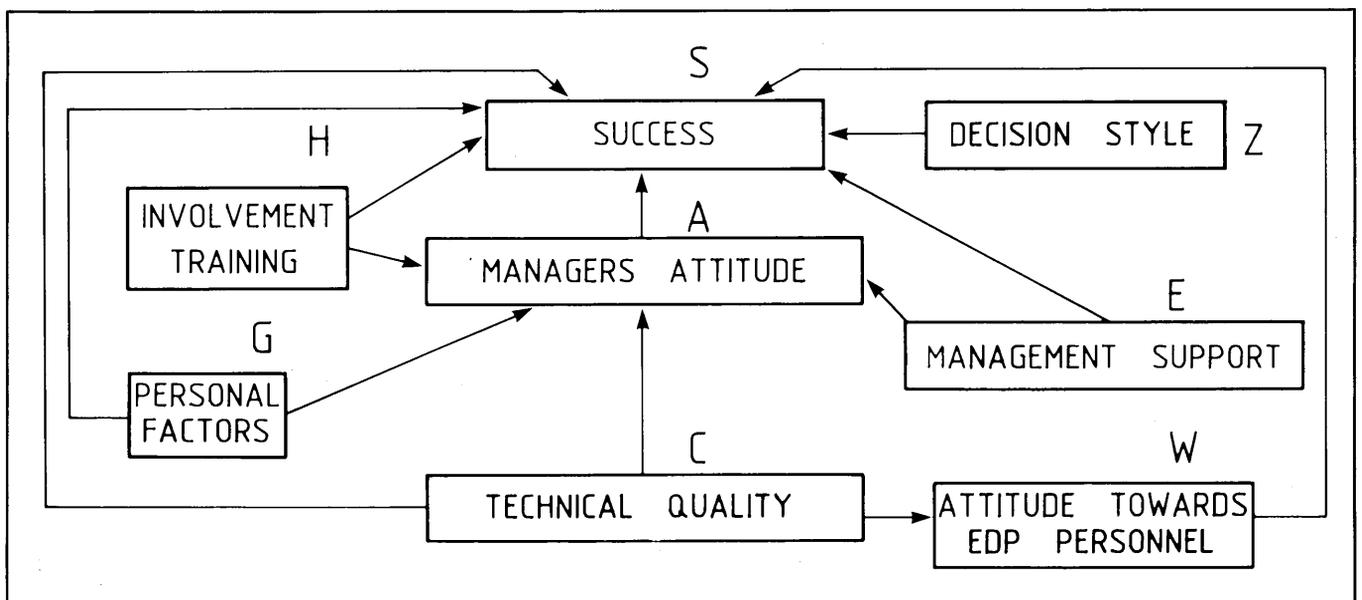 S
SUCCESS
DECISION STYLE
Z
H
INVOLVEMENT
TRAINING
A
MANAGERS ATTITUDE
E
MANAGEMENT SUPPORT
G
PERSONAL
FACTORS
C
TECHNICAL QUALITY
W
ATTITUDE TOWARDS
EDP PERSONNEL